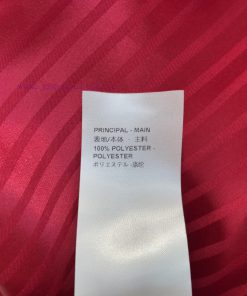 PRINCIPAL - MAIN
表地/本体 - 主料
100% POLYESTER -
POLYESTER
ポリエステル -涤纶